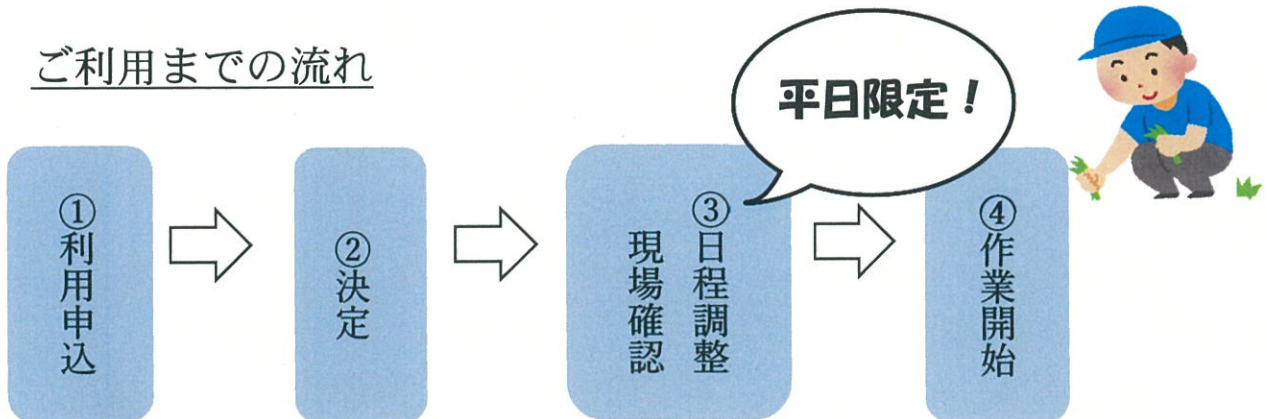 ご利用までの流れ
平日限定！
①利用申込
②決定
③日程調整
現場確認
④作業開始